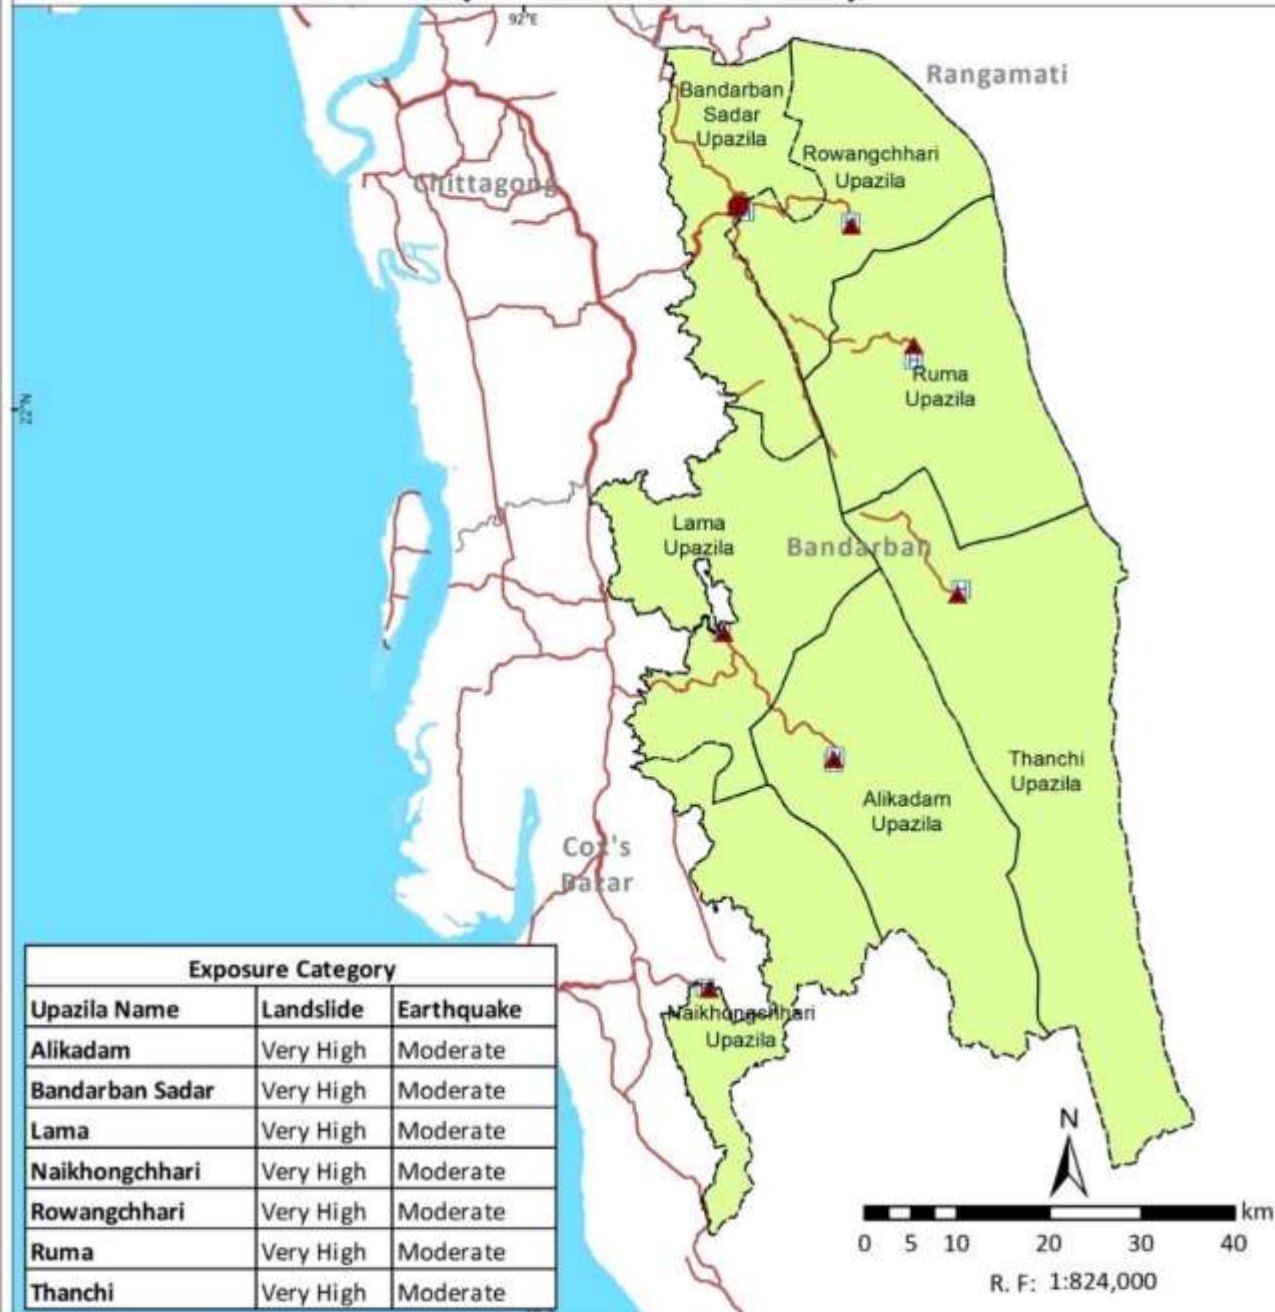 92°E
Rangamati
Bandarban
Sadar
Upazila
Rowangchhari
Upazila
Chittagong
Ruma
Upazila
22°N
Lama
Upazila
Bandarban
Thanchi
Upazila
Alikadam
Upazila
Cox's
Bazar
Naikhongchhari
Upazila
Exposure Category
Upazila Name Landslide Earthquake
Alikadam Very High Moderate
Bandarban Sadar Very High Moderate
Lama Very High Moderate
Naikhongchhari Very High Moderate
Rowangchhari Very High Moderate
Ruma Very High Moderate
Thanchi Very High Moderate
N
km
0 5 10 20 30 40
R. F: 1:824,000
H
H
H
H